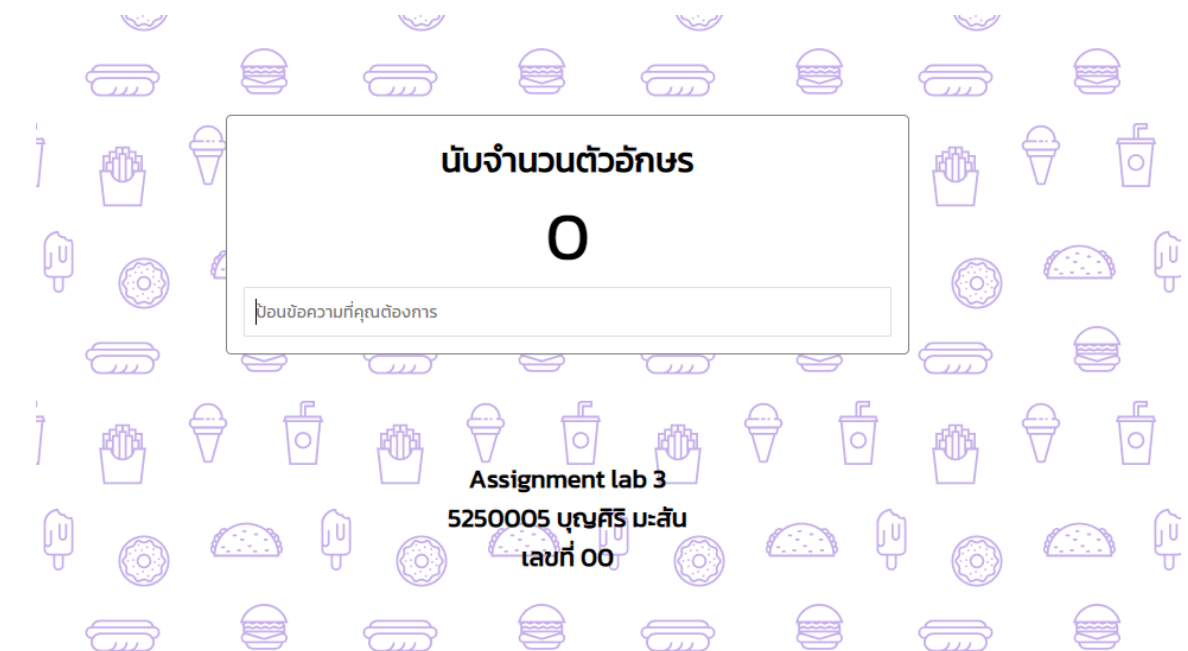 นับจำนวนตัวอักษร
0
ป้อนข้อความที่คุณต้องการ
Assignment lab 3
5250005 บุญศิริ มะสัน
เลขที่ 00